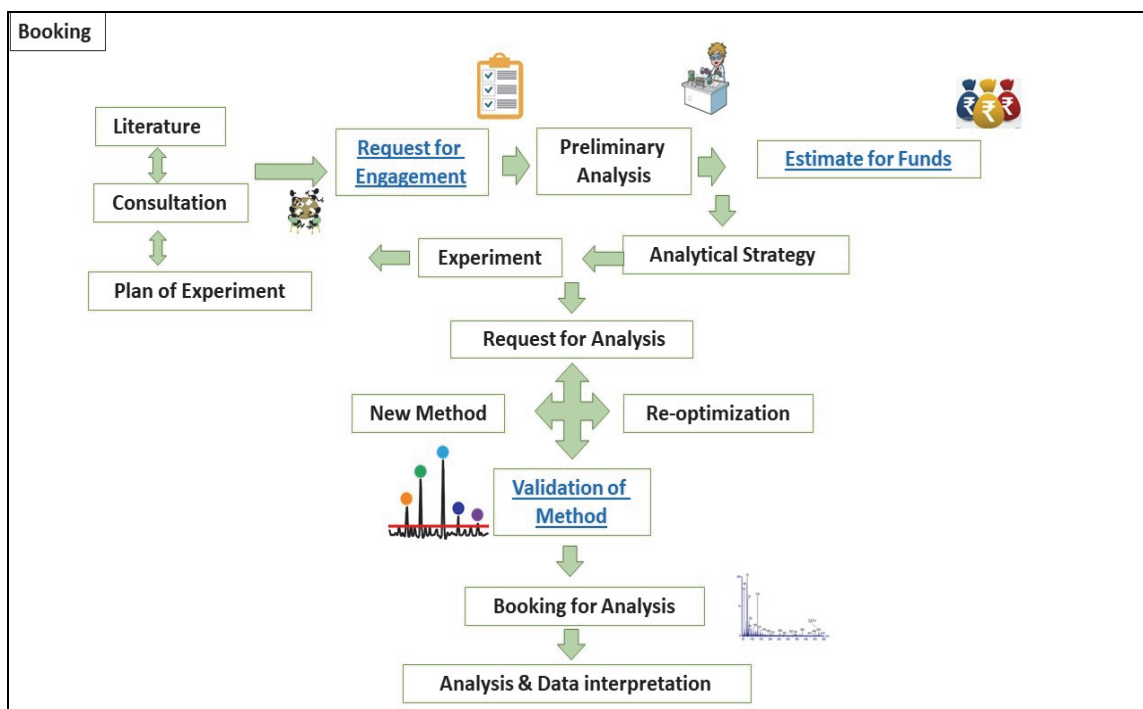 Booking
Literature
Consultation
Plan of Experiment
Request for
Engagement
Preliminary
Analysis
Estimate for Funds
Experiment
Analytical Strategy
Request for Analysis
New Method
Re-optimization
Validation of
Method
Booking for Analysis
Analysis & Data interpretation